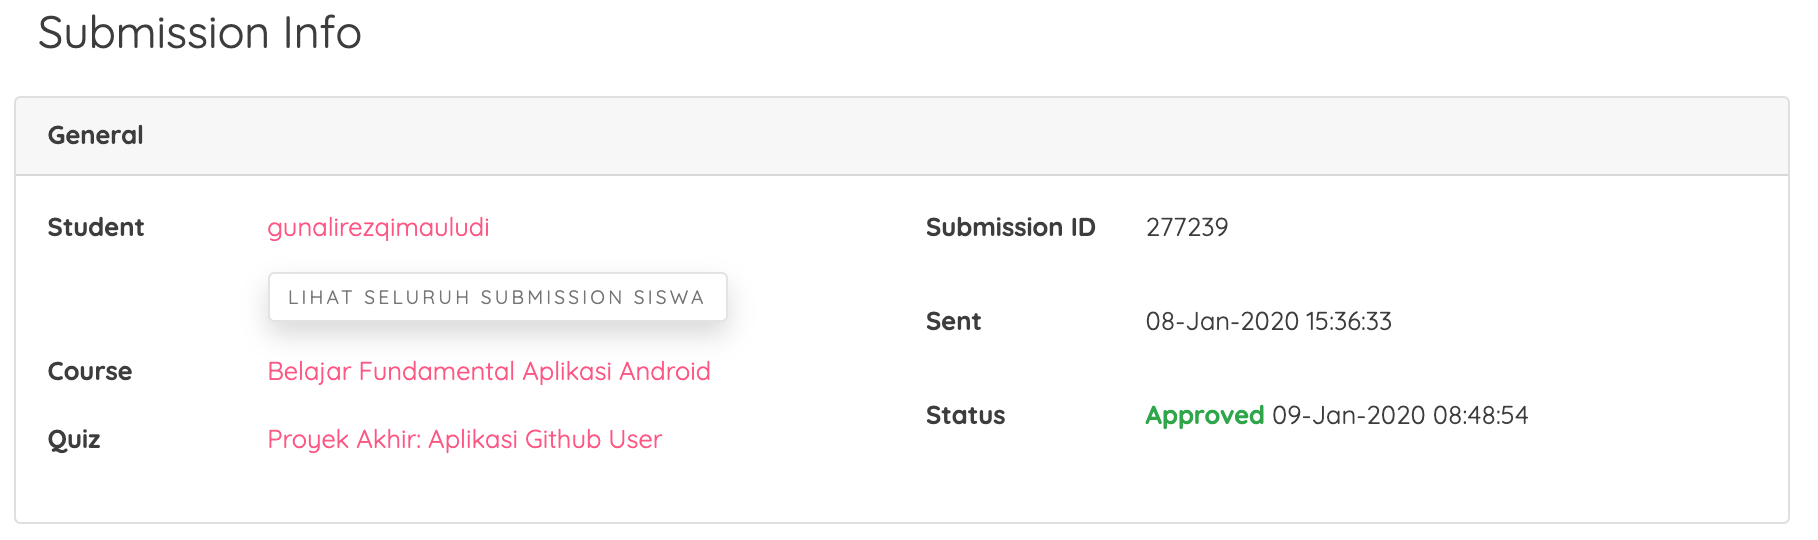 Submission Info
General
Student gunalirezqimauludi
LIHAT SELURUH SUBMISSION SISWA
Course Belajar Fundamental Aplikasi Android
Quiz Proyek Akhir: Aplikasi Github User
Submission ID 277239
Sent 08-Jan-2020 15:36:33
Status Approved 09-Jan-2020 08:48:54